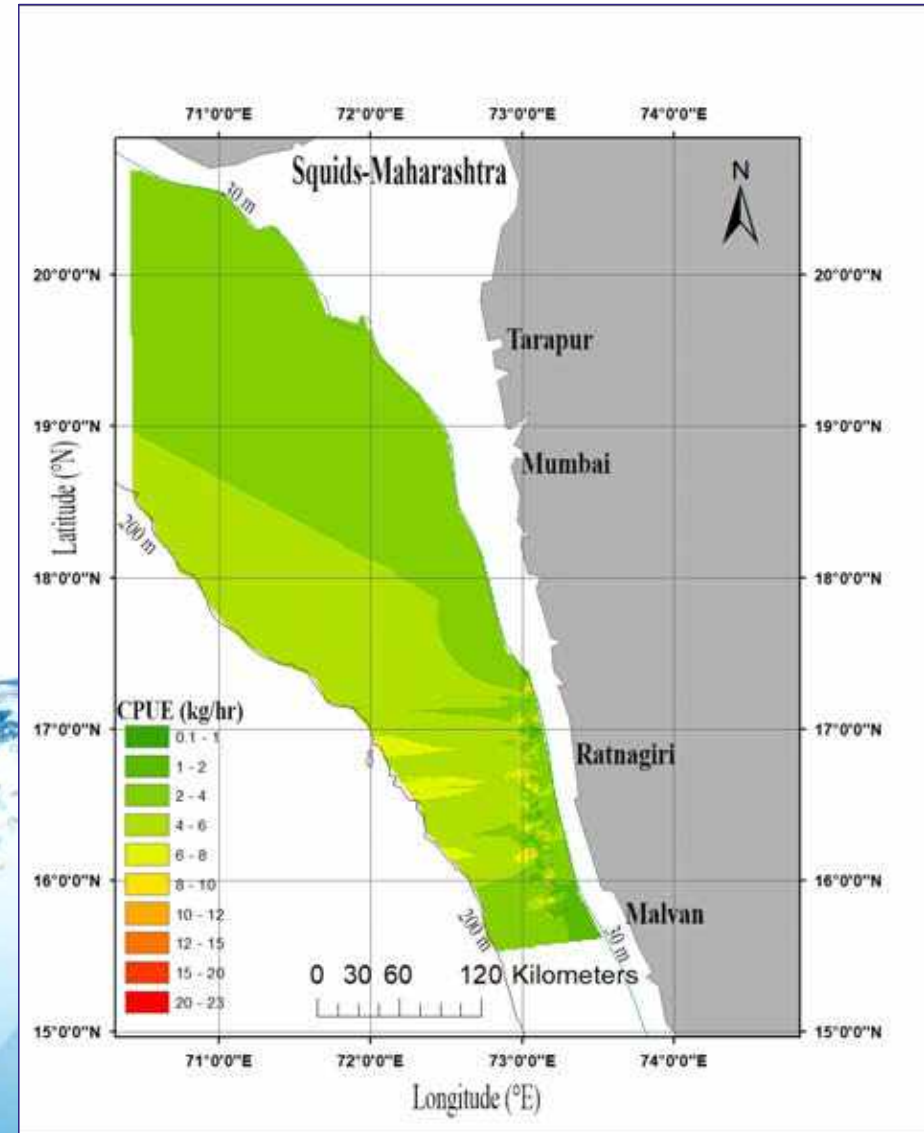 71°0'0"E 72°0'0"E 73°0'0"E 74°0'0"E
Squids-Maharashtra
N
30 m
20°0'0"N 20°0'0"N
Tarapur
19°0'0"N 19°0'0"N
Mumbai
Latitude (°N)
200 m
18°0'0"N 18°0'0"N
CPUE (kg/hr)
17°0'0"N 17°0'0"N
0.1 - 1
1 - 2
2 - 4
4 - 6
6 - 8
8 - 10
10 - 12
12 - 15
15 - 20
20 - 23
Ratnagiri
16°0'0"N 16°0'0"N
Malvan
200 m
30 m
0 30 60 120 Kilometers
15°0'0"N 15°0'0"N
71°0'0"E 72°0'0"E 73°0'0"E 74°0'0"E
Longitude (°E)